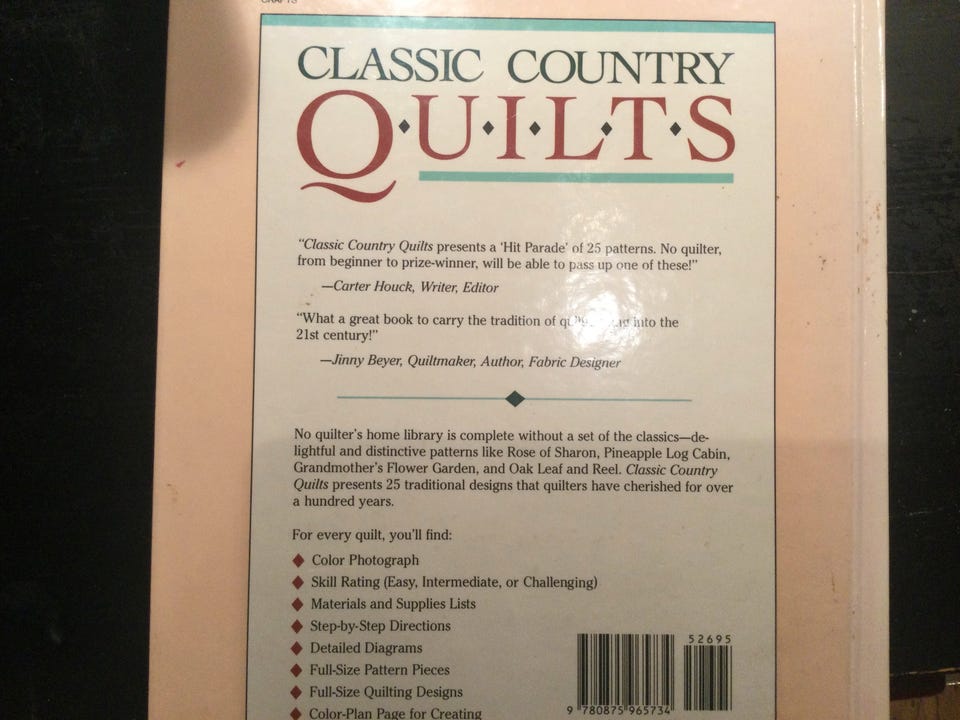 CRAFTS
CLASSIC COUNTRY
Q·U·I·L·T·S
“Classic Country Quilts presents a ‘Hit Parade’ of 25 patterns. No quilter,
from beginner to prize-winner, will be able to pass up one of these!”
—Carter Houck, Writer, Editor
“What a great book to carry the tradition of into the
21st century!”
—Jinny Beyer, Quiltmaker, Author, Fabric Designer
No quilter’s home library is complete without a set of the classics—de-
lightful and distinctive patterns like Rose of Sharon, Pineapple Log Cabin,
Grandmother’s Flower Garden, and Oak Leaf and Reel. Classic Country
Quilts presents 25 traditional designs that quilters have cherished for over
a hundred years.
For every quilt, you’ll find:
Color Photograph
Skill Rating (Easy, Intermediate, or Challenging)
Materials and Supplies Lists
Step-by-Step Directions
Detailed Diagrams
Full-Size Pattern Pieces
Full-Size Quilting Designs
Color-Plan Page for Creating
52695
9 780875 965734